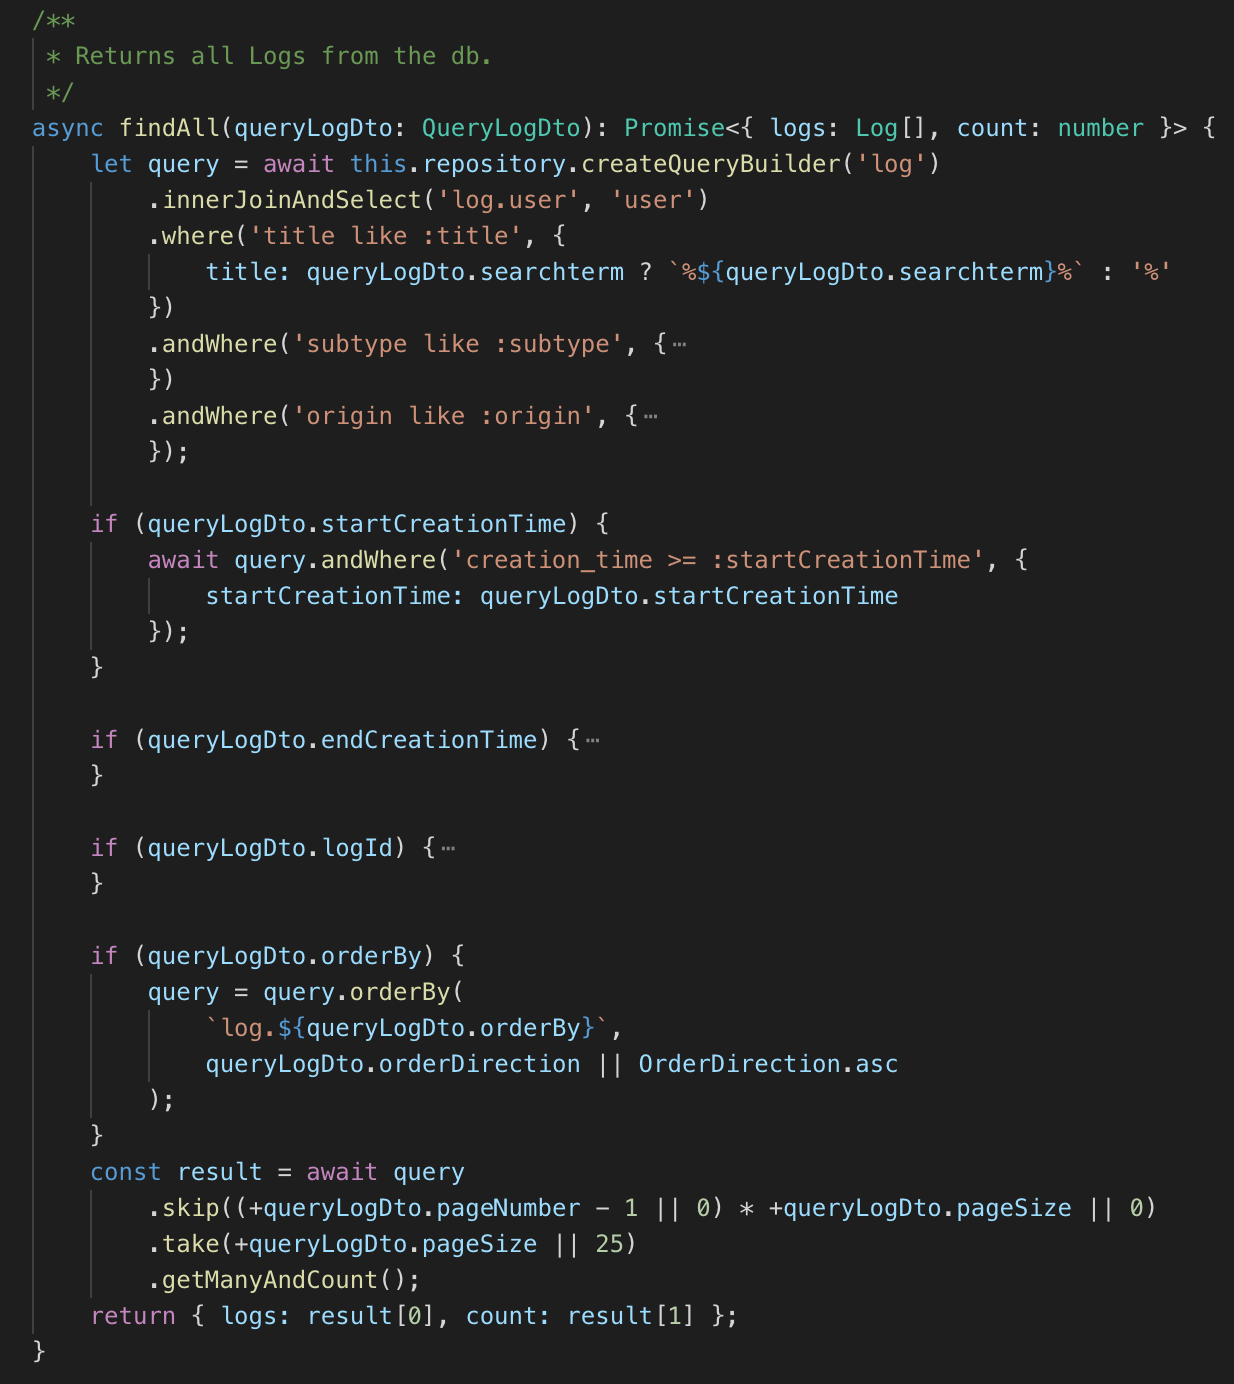 /**
 * Returns all Logs from the db.
 */
async findAll(queryLogDto: QueryLogDto): Promise<{ logs: Log[], count: number }> {
    let query = await this.repository.createQueryBuilder('log')
        .innerJoinAndSelect('log.user', 'user')
        .where('title like :title', {
            title: queryLogDto.searchterm ? `%${queryLogDto.searchterm}%` : '%'
        })
        .andWhere('subtype like :subtype', {⋯
        })
        .andWhere('origin like :origin', {⋯
        });

    if (queryLogDto.startCreationTime) {
        await query.andWhere('creation_time >= :startCreationTime', {
            startCreationTime: queryLogDto.startCreationTime
        });
    }

    if (queryLogDto.endCreationTime) {⋯
    }

    if (queryLogDto.logId) {⋯
    }

    if (queryLogDto.orderBy) {
        query = query.orderBy(
            `log.${queryLogDto.orderBy}`,
            queryLogDto.orderDirection || OrderDirection.asc
        );
    }
    const result = await query
        .skip((+queryLogDto.pageNumber - 1 || 0) * +queryLogDto.pageSize || 0)
        .take(+queryLogDto.pageSize || 25)
        .getManyAndCount();
    return { logs: result[0], count: result[1] };
}